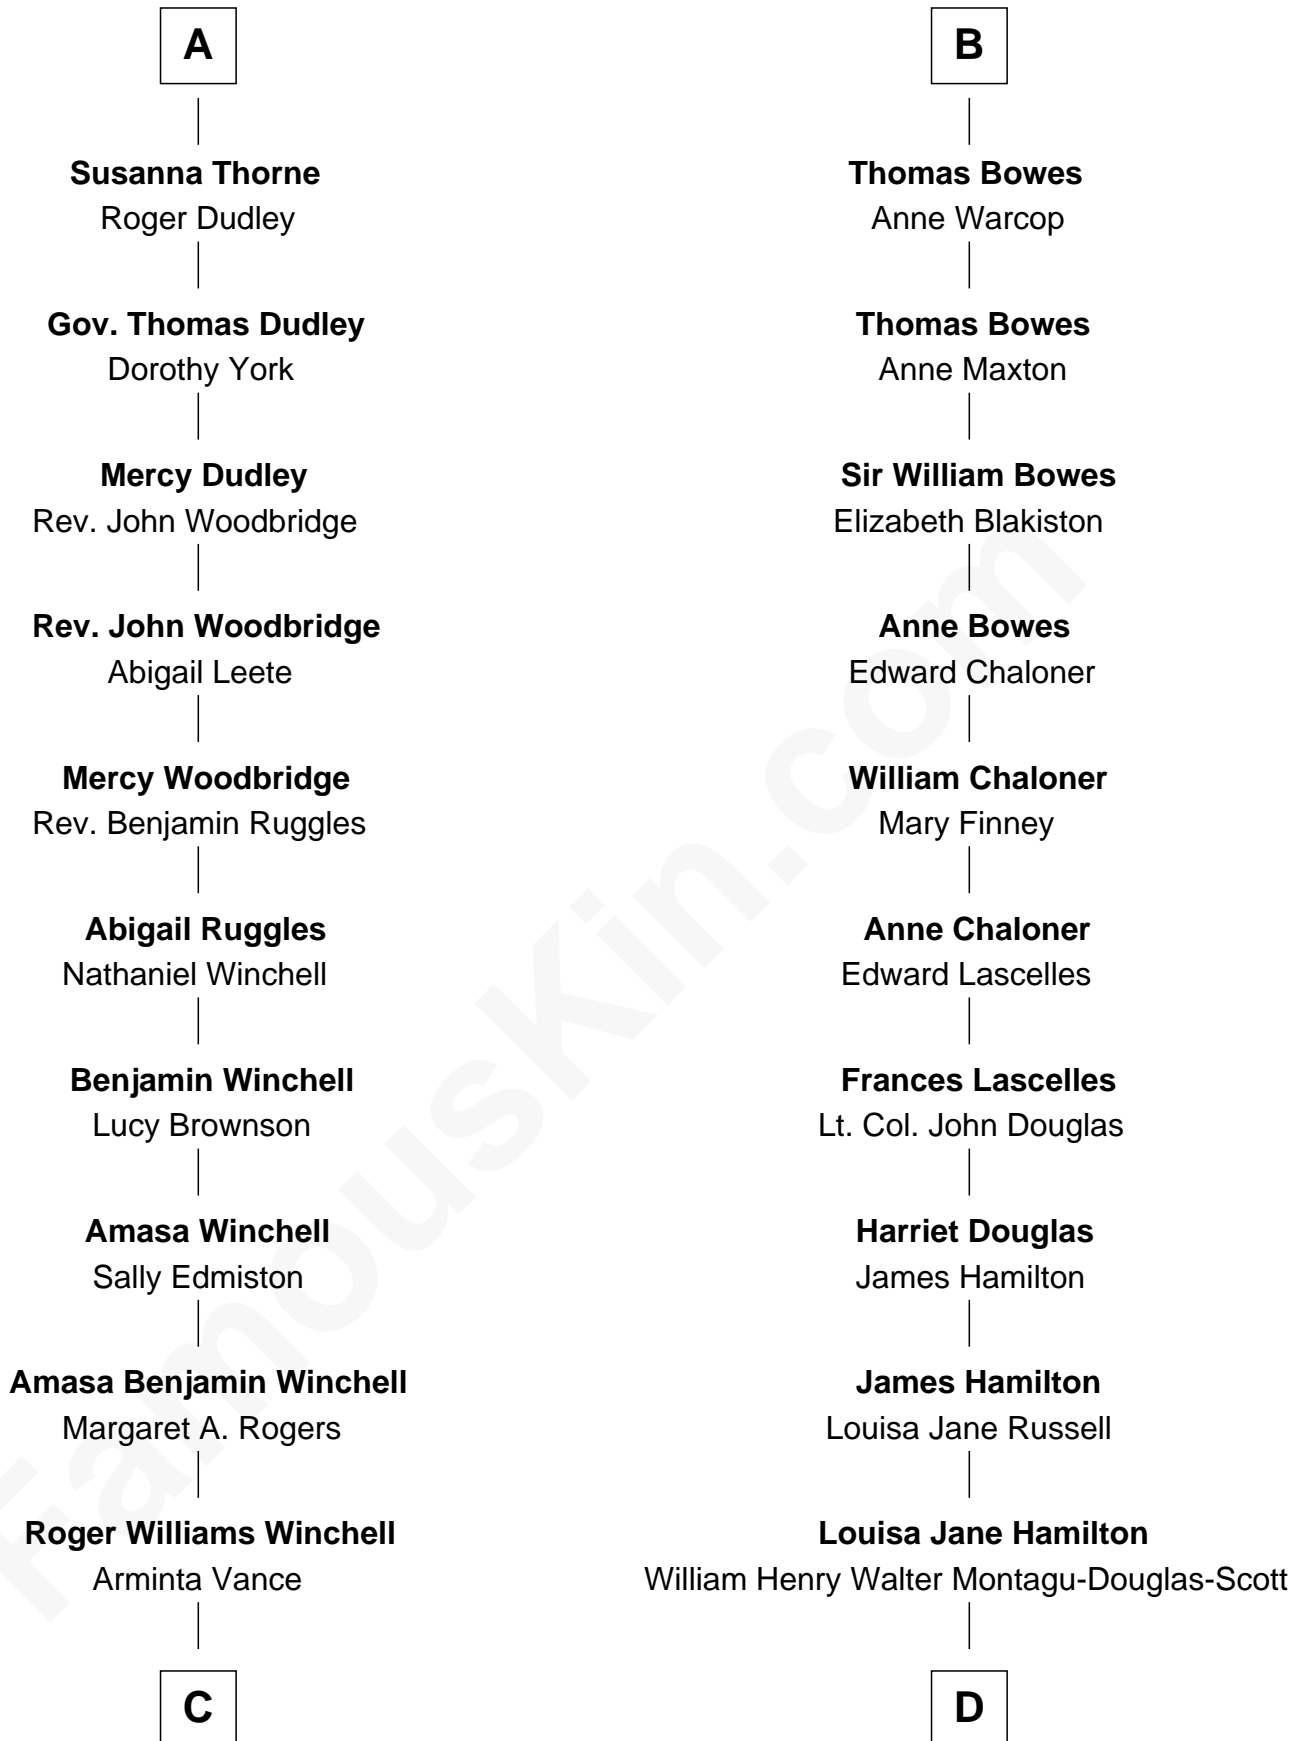 A
Susanna Thorne
Roger Dudley
Gov. Thomas Dudley
Dorothy York
Mercy Dudley
Rev. John Woodbridge
Rev. John Woodbridge
Abigail Leete
Mercy Woodbridge
Rev. Benjamin Ruggles
Abigail Ruggles
Nathaniel Winchell
Benjamin Winchell
Lucy Brownson
Amasa Winchell
Sally Edmiston
Amasa Benjamin Winchell
Margaret A. Rogers
Roger Williams Winchell
Arminta Vance
C
B
Thomas Bowes
Anne Warcop
Thomas Bowes
Anne Maxton
Sir William Bowes
Elizabeth Blakiston
Anne Bowes
Edward Chaloner
William Chaloner
Mary Finney
Anne Chaloner
Edward Lascelles
Frances Lascelles
Lt. Col. John Douglas
Harriet Douglas
James Hamilton
James Hamilton
Louisa Jane Russell
Louisa Jane Hamilton
William Henry Walter Montagu-Douglas-Scott
D
FamousKin.com